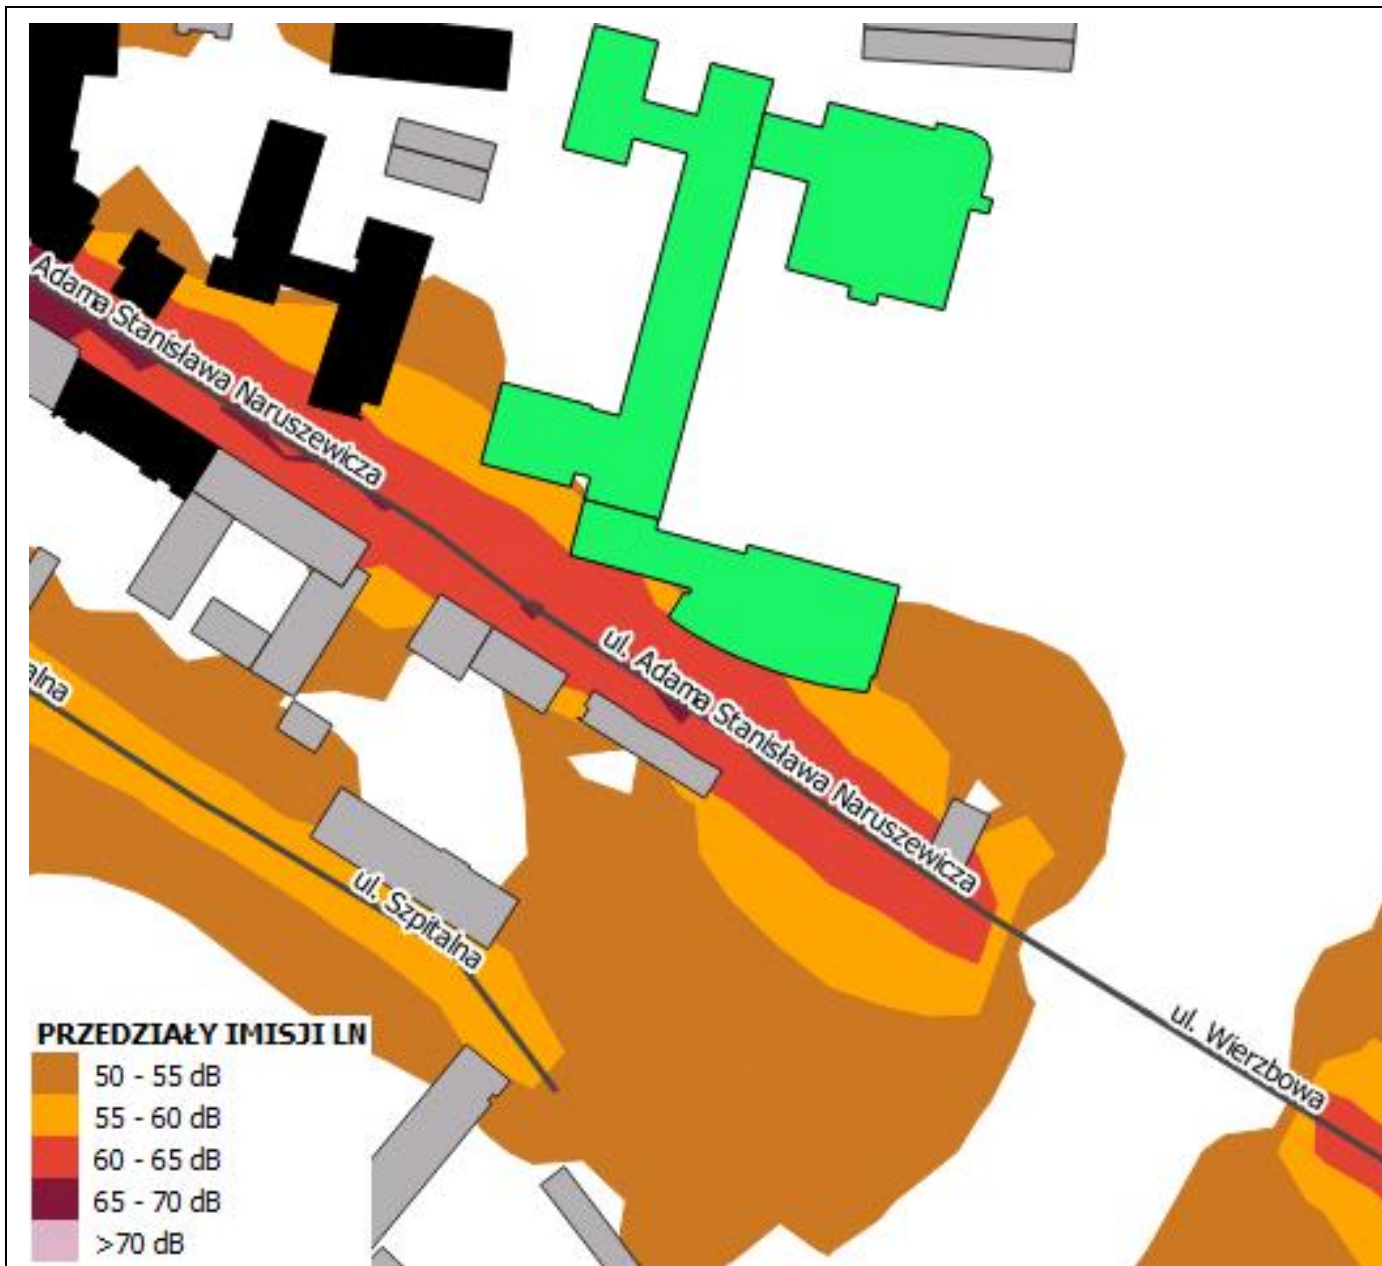 Adama Stanisława Naruszewicza
ul. Adama Stanisława Naruszewicza
alna
ul. Szpitalna
ul. Wierzbowa
PRZEDZIAŁY IMISJI LN
50 - 55 dB
55 - 60 dB
60 - 65 dB
65 - 70 dB
>70 dB